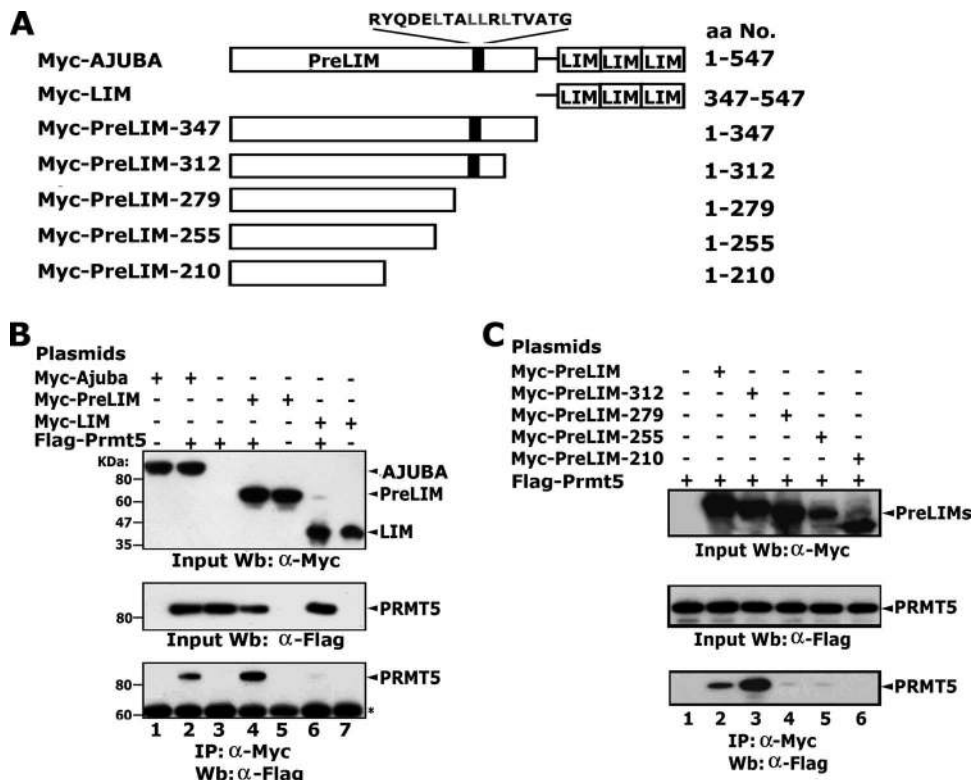 A
RYQDELTALLRLTVATG
aa No.
Myc-AJUBA PreLIM LIM LIM LIM 1-547
Myc-LIM LIM LIM LIM 347-547
Myc-PreLIM-347 1-347
Myc-PreLIM-312 1-312
Myc-PreLIM-279 1-279
Myc-PreLIM-255 1-255
Myc-PreLIM-210 1-210
B
Plasmids
Myc-Ajuba + + - - - - -
Myc-PreLIM - - - + + - -
Myc-LIM - - - - - + +
Flag-Prmt5 - + + + - + -
KDa:
80 AJUBA
60 PreLIM
47
35 LIM
Input Wb: α-Myc
80 PRMT5
Input Wb: α-Flag
80 PRMT5
60 *
1 2 3 4 5 6 7
IP: α-Myc
Wb: α-Flag
C
Plasmids
Myc-PreLIM - + - - - -
Myc-PreLIM-312 - - + - - -
Myc-PreLIM-279 - - - + - -
Myc-PreLIM-255 - - - - + -
Myc-PreLIM-210 - - - - - +
Flag-Prmt5 + + + + + +
PreLIMs
Input Wb: α-Myc
PRMT5
Input Wb: α-Flag
PRMT5
1 2 3 4 5 6
IP: α-Myc
Wb: α-Flag